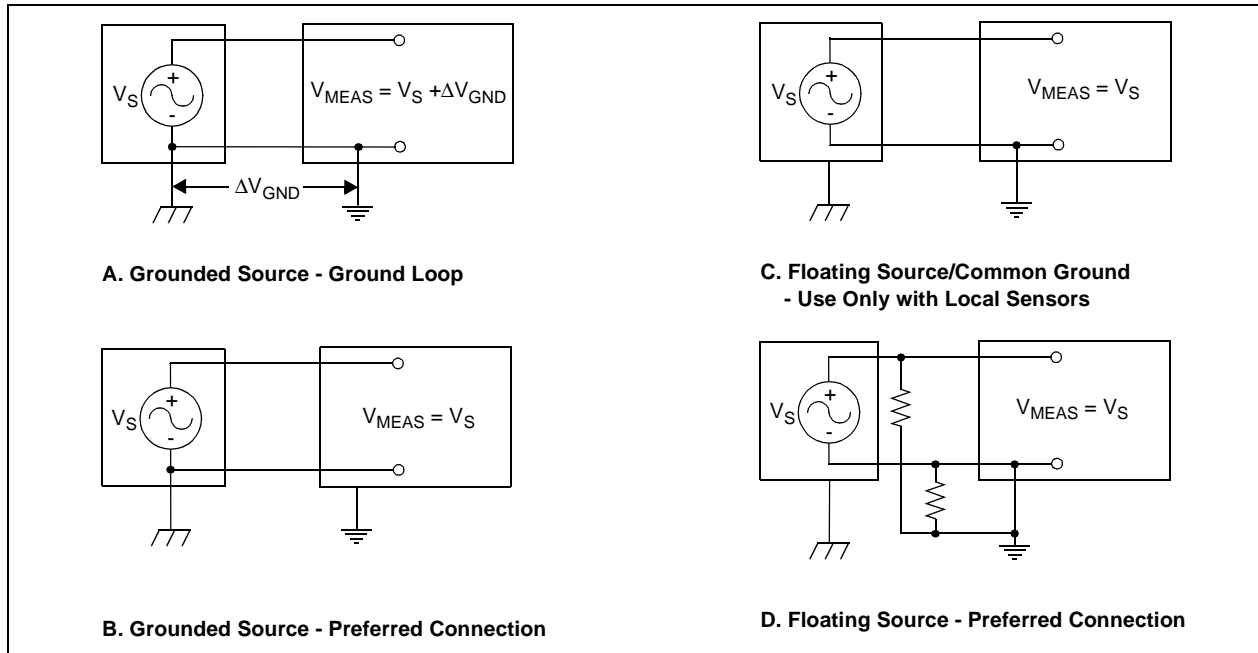 +
V_S
-
V_MEAS = V_S +ΔV_GND
ΔV_GND
A. Grounded Source - Ground Loop
+
V_S
-
V_MEAS = V_S
B. Grounded Source - Preferred Connection
+
V_S
-
V_MEAS = V_S
C. Floating Source/Common Ground
- Use Only with Local Sensors
+
V_S
-
V_MEAS = V_S
D. Floating Source - Preferred Connection